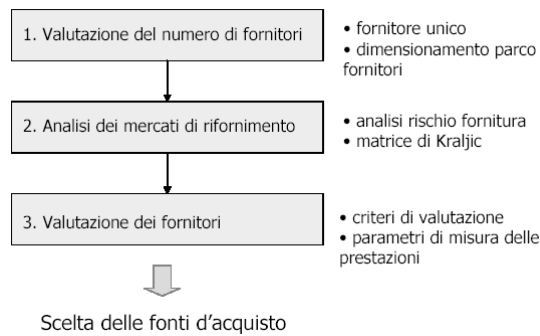 1. Valutazione del numero di fornitori
• fornitore unico
• dimensionamento parco
fornitori
2. Analisi dei mercati di rifornimento
• analisi rischio fornitura
• matrice di Kraljic
3. Valutazione dei fornitori
• criteri di valutazione
• parametri di misura delle
prestazioni
Scelta delle fonti d'acquisto